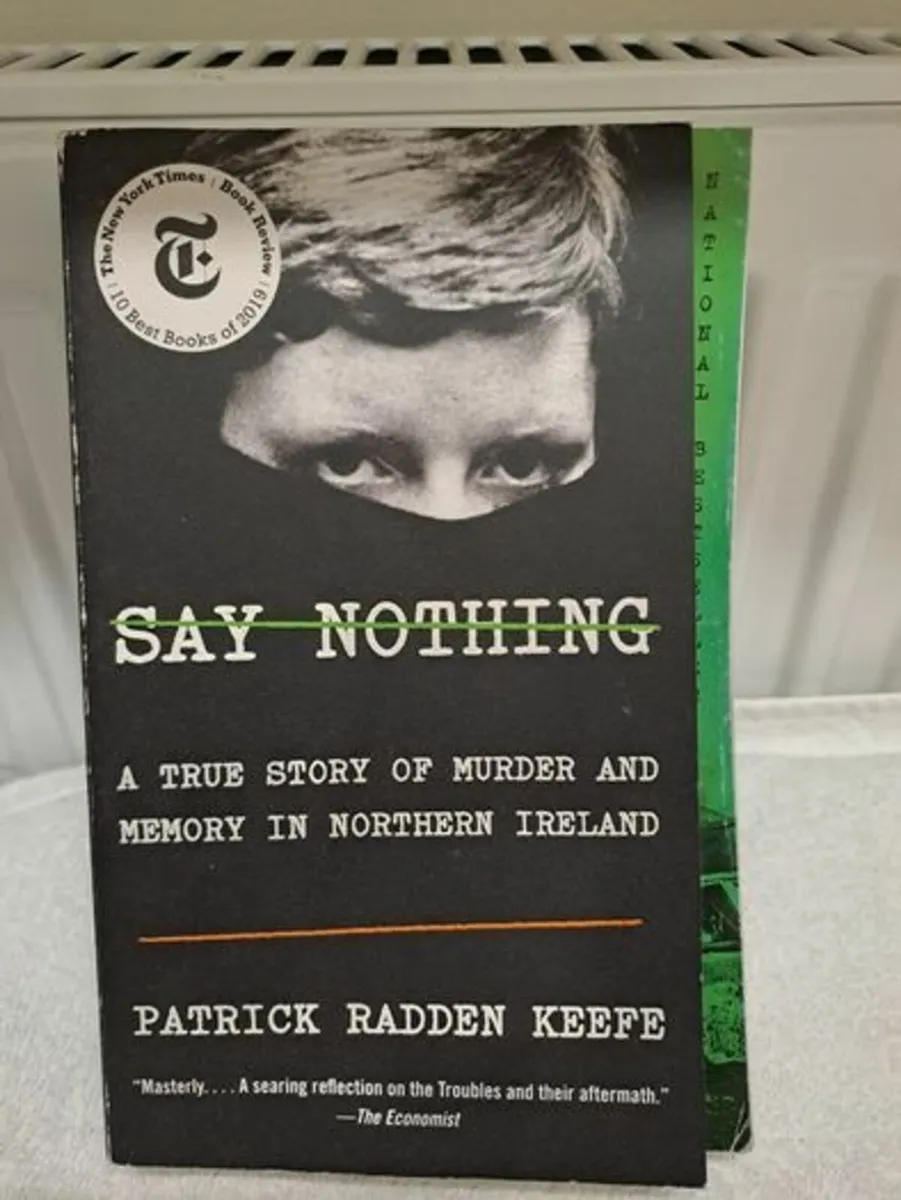 The New York Times | Book Review
10 Best Books of 2019
T
NATIONAL
SAY NOTHING
A TRUE STORY OF MURDER AND
MEMORY IN NORTHERN IRELAND
PATRICK RADDEN KEEFE
“Masterly. . . . A searing reflection on the Troubles and their aftermath.”
—The Economist